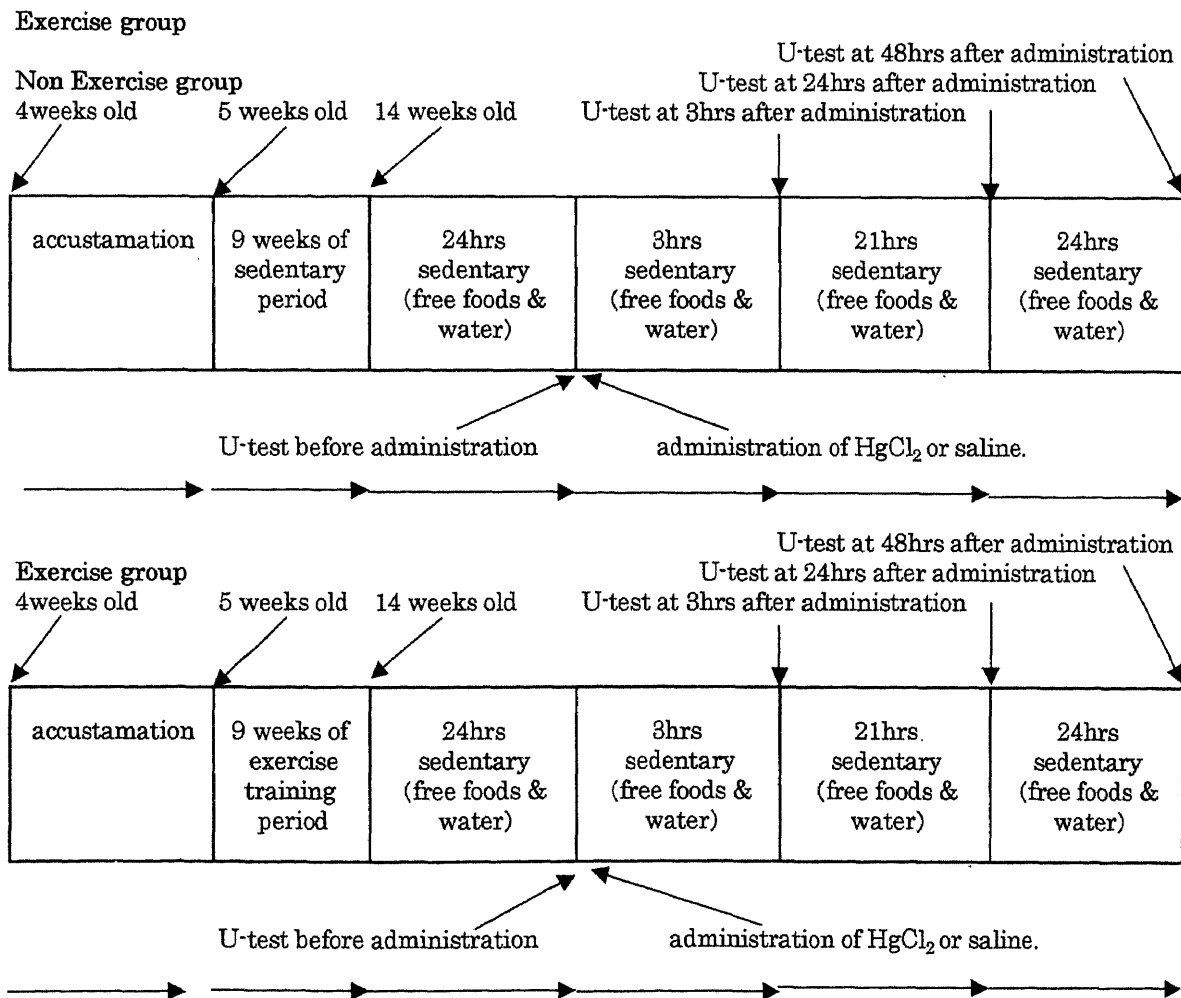 Exercise group
U-test at 48hrs after administration
Non Exercise group
U-test at 24hrs after administration
4weeks old 5 weeks old 14 weeks old U-test at 3hrs after administration
accustamation 9 weeks of 24hrs 3hrs 21hrs 24hrs
sedentary sedentary sedentary sedentary sedentary
period (free foods & (free foods & (free foods & (free foods &
water) water) water) water)
U-test before administration administration of HgCl₂ or saline.
U-test at 48hrs after administration
Exercise group U-test at 24hrs after administration
4weeks old 5 weeks old 14 weeks old U-test at 3hrs after administration
accustamation 9 weeks of 24hrs 3hrs 21hrs. 24hrs
exercise sedentary sedentary sedentary sedentary
training (free foods & (free foods & (free foods & (free foods &
period water) water) water) water)
U-test before administration administration of HgCl₂ or saline.